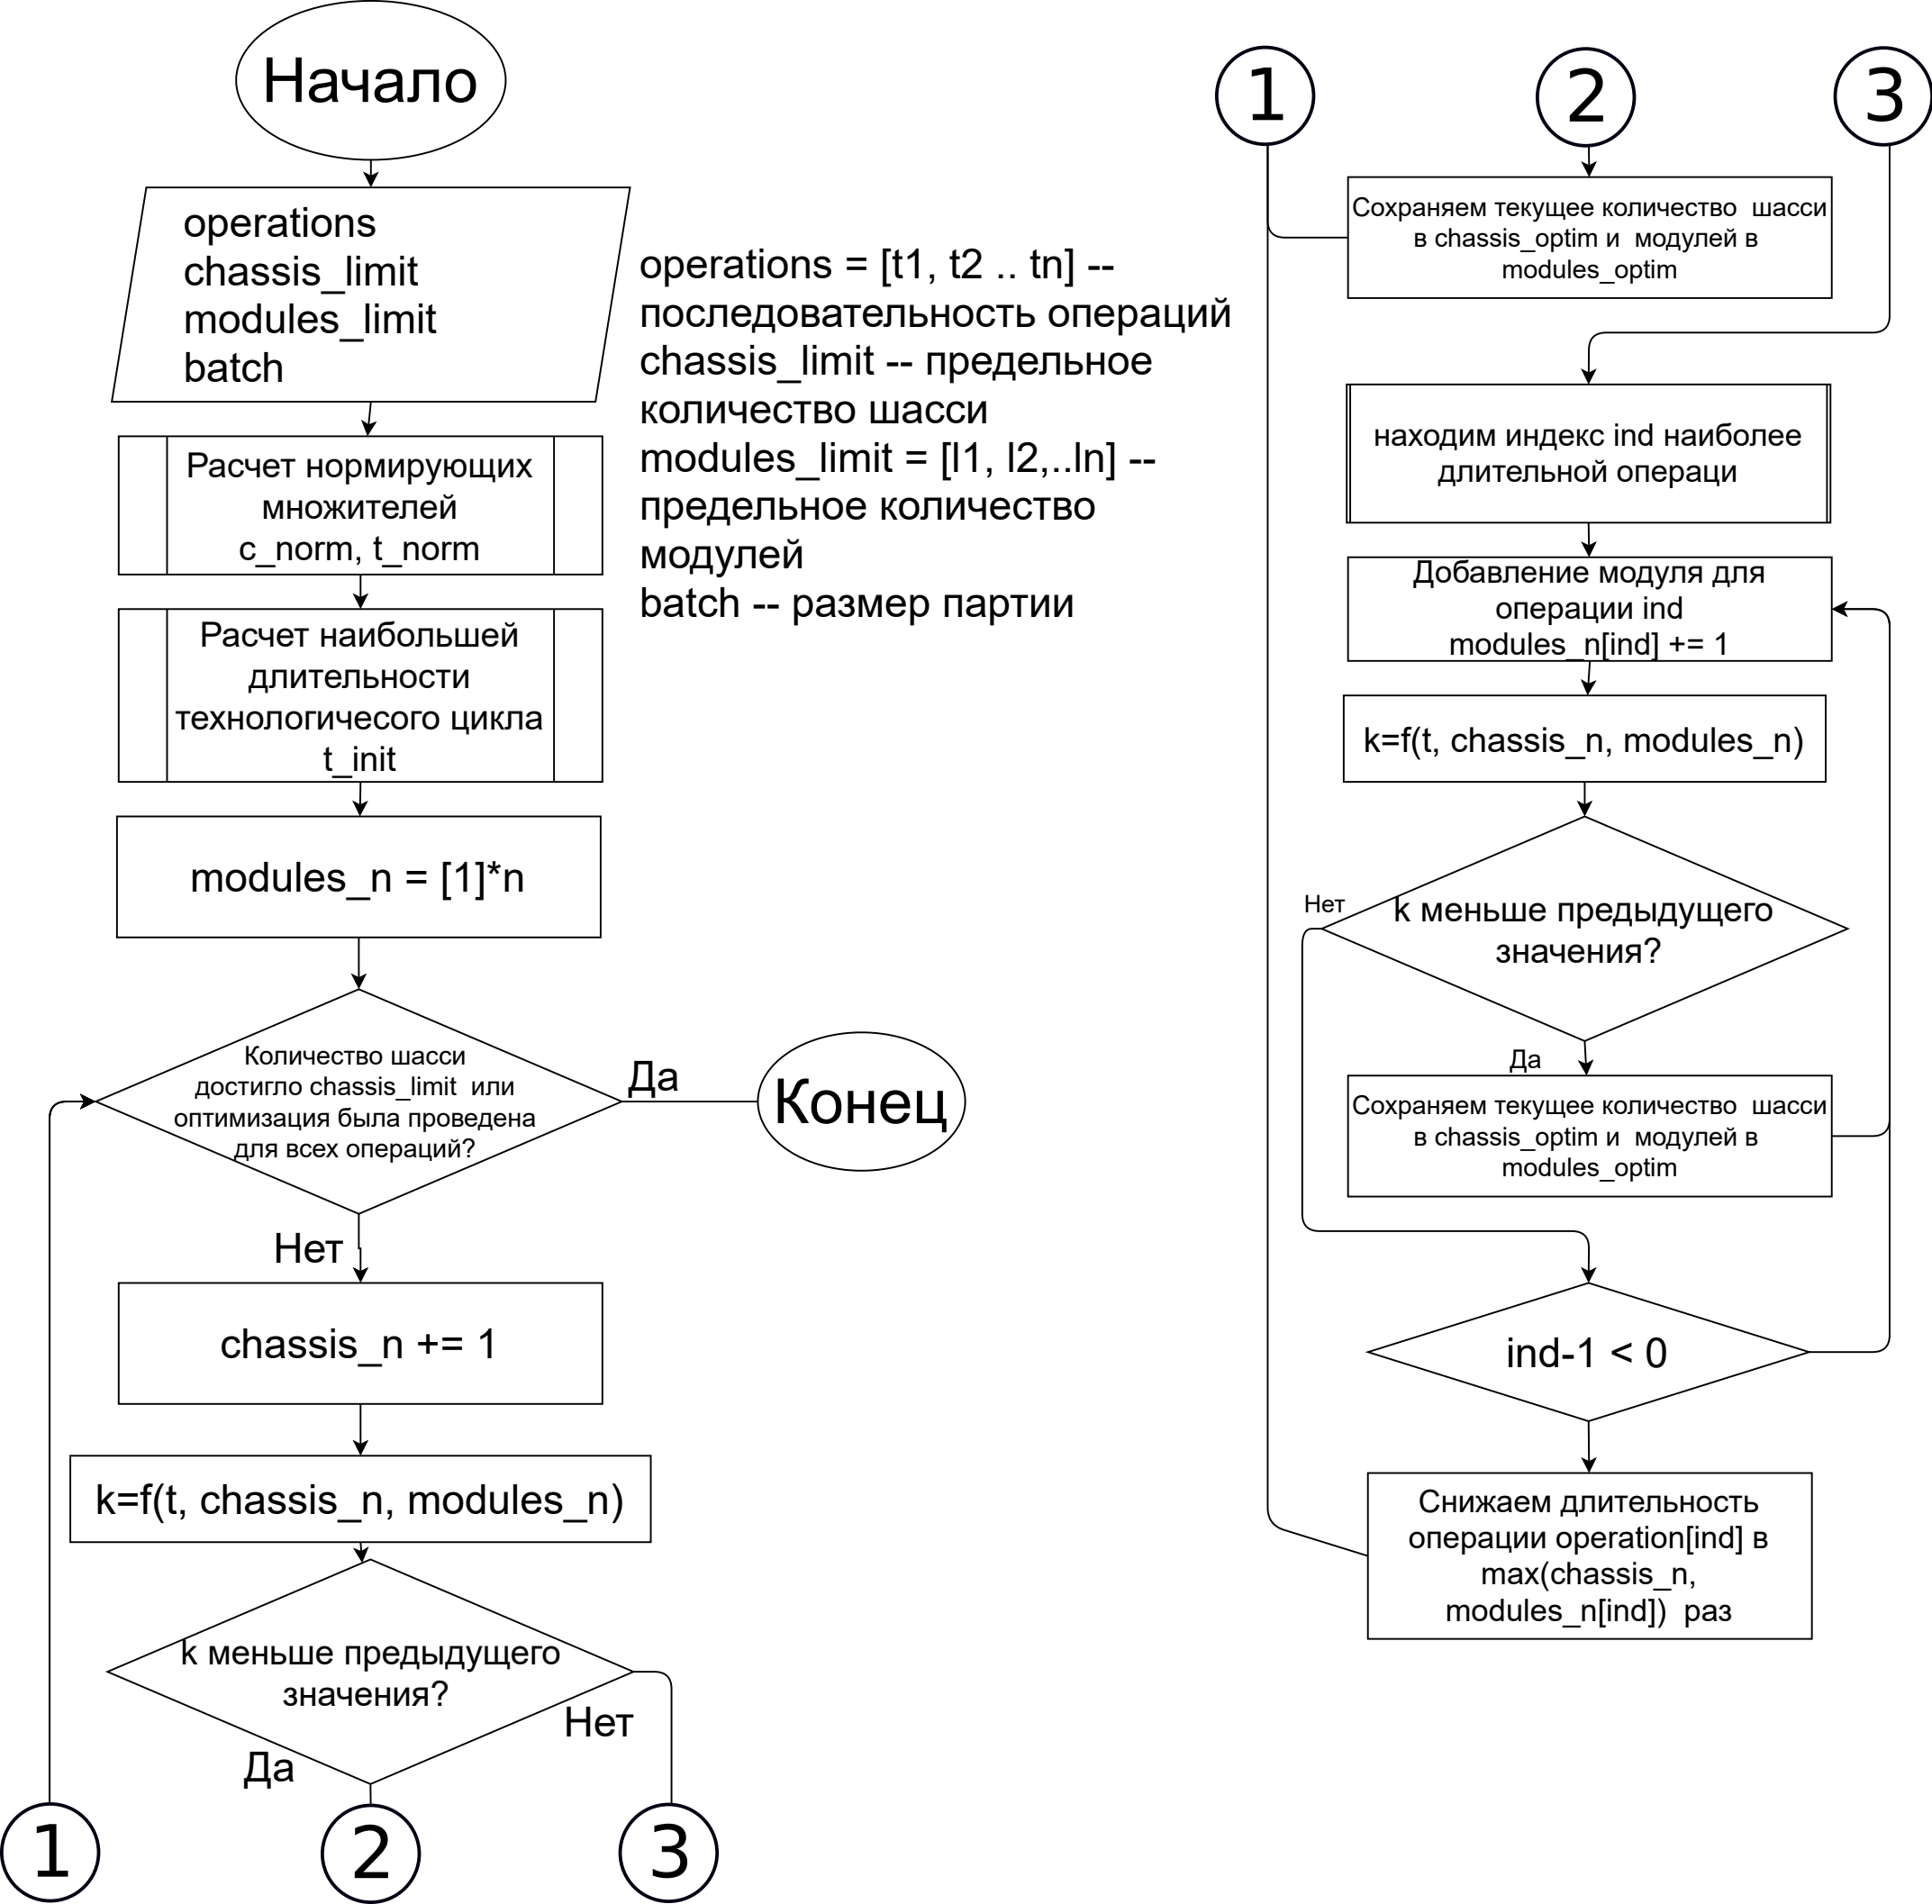 Начало
operations
chassis_limit
modules_limit
batch
operations = [t1, t2 .. tn] --
последовательность операций
chassis_limit -- предельное
количество шасси
modules_limit = [l1, l2,..ln] --
предельное количество
модулей
batch -- размер партии
Расчет нормирующих
множителей
c_norm, t_norm
Расчет наибольшей
длительности
технологичесого цикла
t_init
modules_n = [1]*n
Количество шасси
достигло chassis_limit или
оптимизация была проведена
для всех операций?
Да
Конец
Нет
chassis_n += 1
k=f(t, chassis_n, modules_n)
k меньше предыдущего
значения?
Нет
Да
1
2
3
1
2
3
Сохраняем текущее количество шасси
в chassis_optim и модулей в
modules_optim
находим индекс ind наиболее
длительной операци
Добавление модуля для
операции ind
modules_n[ind] += 1
k=f(t, chassis_n, modules_n)
Нет
k меньше предыдущего
значения?
Да
Сохраняем текущее количество шасси
в chassis_optim и модулей в
modules_optim
ind-1 < 0
Снижаем длительность
операции operation[ind] в
max(chassis_n,
modules_n[ind]) раз